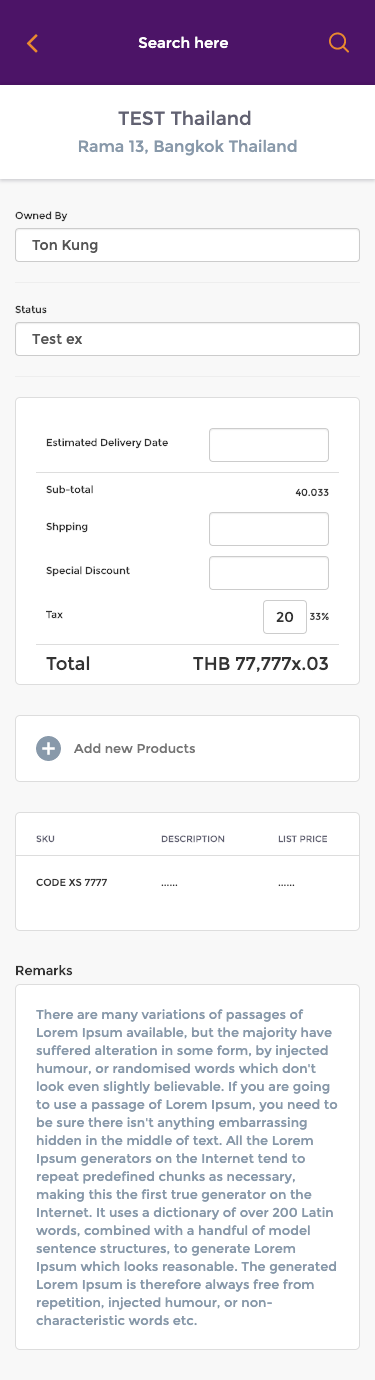 Search here
TEST Thailand
Rama 13, Bangkok Thailand
Owned By
Ton Kung
Status
Test ex
Estimated Delivery Date
Sub-total 40.033
Shpping
Special Discount
Tax 20 33%
Total THB 77,777x.03
Add new Products
SKU DESCRIPTION LIST PRICE
CODE XS 7777 ...... ......
Remarks
There are many variations of passages of
Lorem Ipsum available, but the majority have
suffered alteration in some form, by injected
humour, or randomised words which don't
look even slightly believable. If you are going
to use a passage of Lorem Ipsum, you need to
be sure there isn't anything embarrassing
hidden in the middle of text. All the Lorem
Ipsum generators on the Internet tend to
repeat predefined chunks as necessary,
making this the first true generator on the
Internet. It uses a dictionary of over 200 Latin
words, combined with a handful of model
sentence structures, to generate Lorem
Ipsum which looks reasonable. The generated
Lorem Ipsum is therefore always free from
repetition, injected humour, or non-
characteristic words etc.